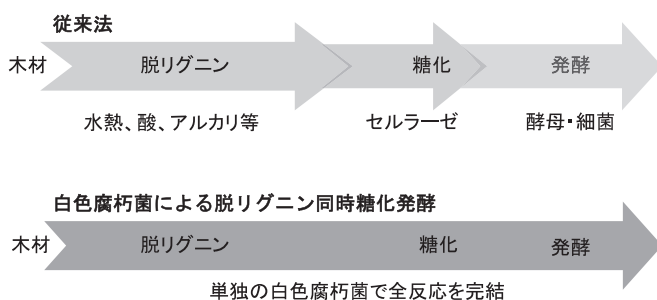 従来法
木材 脱リグニン 糖化 発酵
水熱、酸、アルカリ等 セルラーゼ 酵母・細菌
白色腐朽菌による脱リグニン同時糖化発酵
木材 脱リグニン 糖化 発酵
単独の白色腐朽菌で全反応を完結